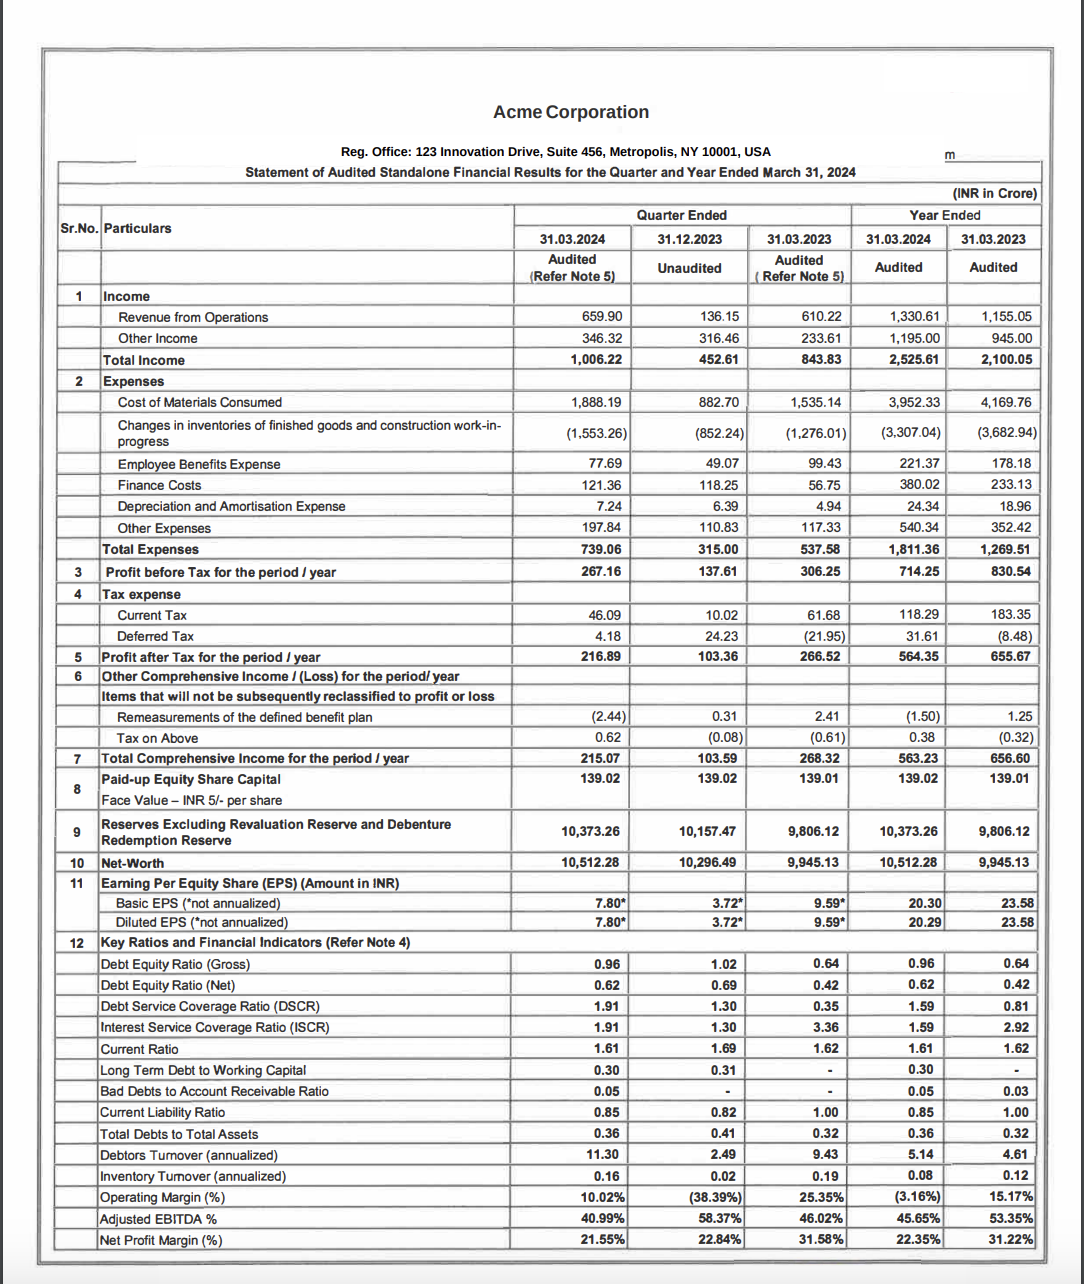 Acme Corporation
Reg. Office: 123 Innovation Drive, Suite 456, Metropolis, NY 10001, USA
m
Statement of Audited Standalone Financial Results for the Quarter and Year Ended March 31, 2024
(INR in Crore)
Sr.No. Particulars Quarter Ended Year Ended
31.03.2024 31.12.2023 31.03.2023 31.03.2024 31.03.2023
Audited (Refer Note 5) Unaudited Audited ( Refer Note 5) Audited Audited
1 Income
Revenue from Operations 659.90 136.15 610.22 1,330.61 1,155.05
Other Income 346.32 316.46 233.61 1,195.00 945.00
Total Income 1,006.22 452.61 843.83 2,525.61 2,100.05
2 Expenses
Cost of Materials Consumed 1,888.19 882.70 1,535.14 3,952.33 4,169.76
Changes in inventories of finished goods and construction work-in-
progress (1,553.26) (852.24) (1,276.01) (3,307.04) (3,682.94)
Employee Benefits Expense 77.69 49.07 99.43 221.37 178.18
Finance Costs 121.36 118.25 56.75 380.02 233.13
Depreciation and Amortisation Expense 7.24 6.39 4.94 24.34 18.96
Other Expenses 197.84 110.83 117.33 540.34 352.42
Total Expenses 739.06 315.00 537.58 1,811.36 1,269.51
3 Profit before Tax for the period / year 267.16 137.61 306.25 714.25 830.54
4 Tax expense
Current Tax 46.09 10.02 61.68 118.29 183.35
Deferred Tax 4.18 24.23 (21.95) 31.61 (8.48)
5 Profit after Tax for the period / year 216.89 103.36 266.52 564.35 655.67
6 Other Comprehensive Income / (Loss) for the period/ year
Items that will not be subsequently reclassified to profit or loss
Remeasurements of the defined benefit plan (2.44) 0.31 2.41 (1.50) 1.25
Tax on Above 0.62 (0.08) (0.61) 0.38 (0.32)
7 Total Comprehensive Income for the period / year 215.07 103.59 268.32 563.23 656.60
8 Paid-up Equity Share Capital 139.02 139.02 139.01 139.02 139.01
Face Value – INR 5/- per share
9 Reserves Excluding Revaluation Reserve and Debenture
Redemption Reserve 10,373.26 10,157.47 9,806.12 10,373.26 9,806.12
10 Net-Worth 10,512.28 10,296.49 9,945.13 10,512.28 9,945.13
11 Earning Per Equity Share (EPS) (Amount in INR)
Basic EPS (*not annualized) 7.80* 3.72* 9.59* 20.30 23.58
Diluted EPS (*not annualized) 7.80* 3.72* 9.59* 20.29 23.58
12 Key Ratios and Financial Indicators (Refer Note 4)
Debt Equity Ratio (Gross) 0.96 1.02 0.64 0.96 0.64
Debt Equity Ratio (Net) 0.62 0.69 0.42 0.62 0.42
Debt Service Coverage Ratio (DSCR) 1.91 1.30 0.35 1.59 0.81
Interest Service Coverage Ratio (ISCR) 1.91 1.30 3.36 1.59 2.92
Current Ratio 1.61 1.69 1.62 1.61 1.62
Long Term Debt to Working Capital 0.30 0.31 - 0.30 -
Bad Debts to Account Receivable Ratio 0.05 - - 0.05 0.03
Current Liability Ratio 0.85 0.82 1.00 0.85 1.00
Total Debts to Total Assets 0.36 0.41 0.32 0.36 0.32
Debtors Turnover (annualized) 11.30 2.49 9.43 5.14 4.61
Inventory Turnover (annualized) 0.16 0.02 0.19 0.08 0.12
Operating Margin (%) 10.02% (38.39%) 25.35% (3.16%) 15.17%
Adjusted EBITDA % 40.99% 58.37% 46.02% 45.65% 53.35%
Net Profit Margin (%) 21.55% 22.84% 31.58% 22.35% 31.22%